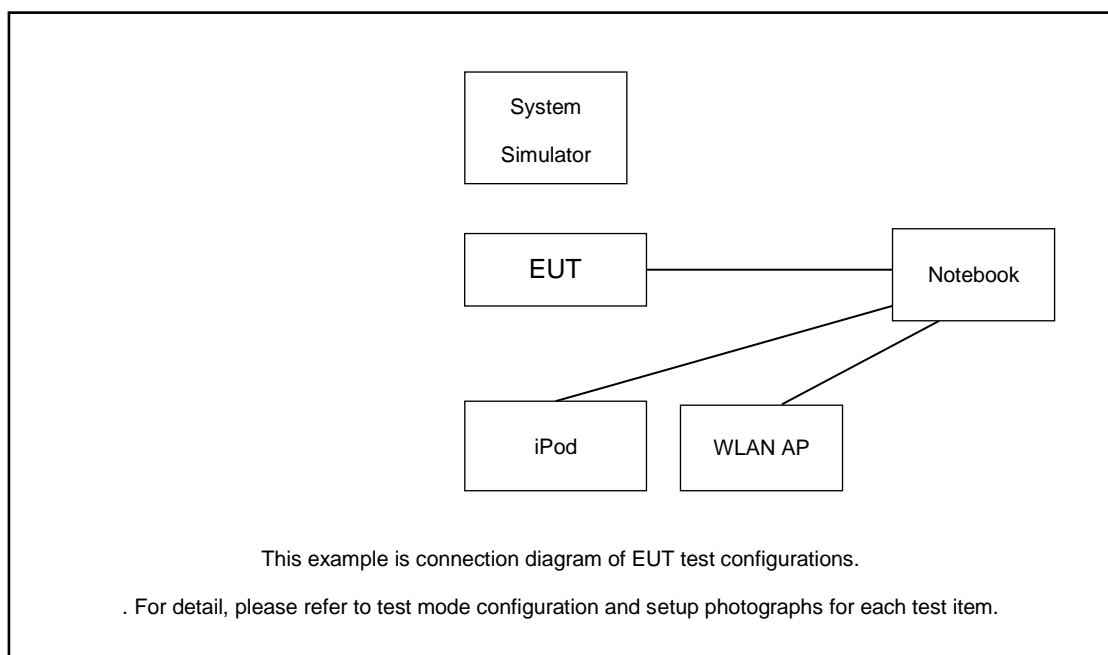 System
Simulator
EUT
Notebook
iPod
WLAN AP
This example is connection diagram of EUT test configurations.
. For detail, please refer to test mode configuration and setup photographs for each test item.